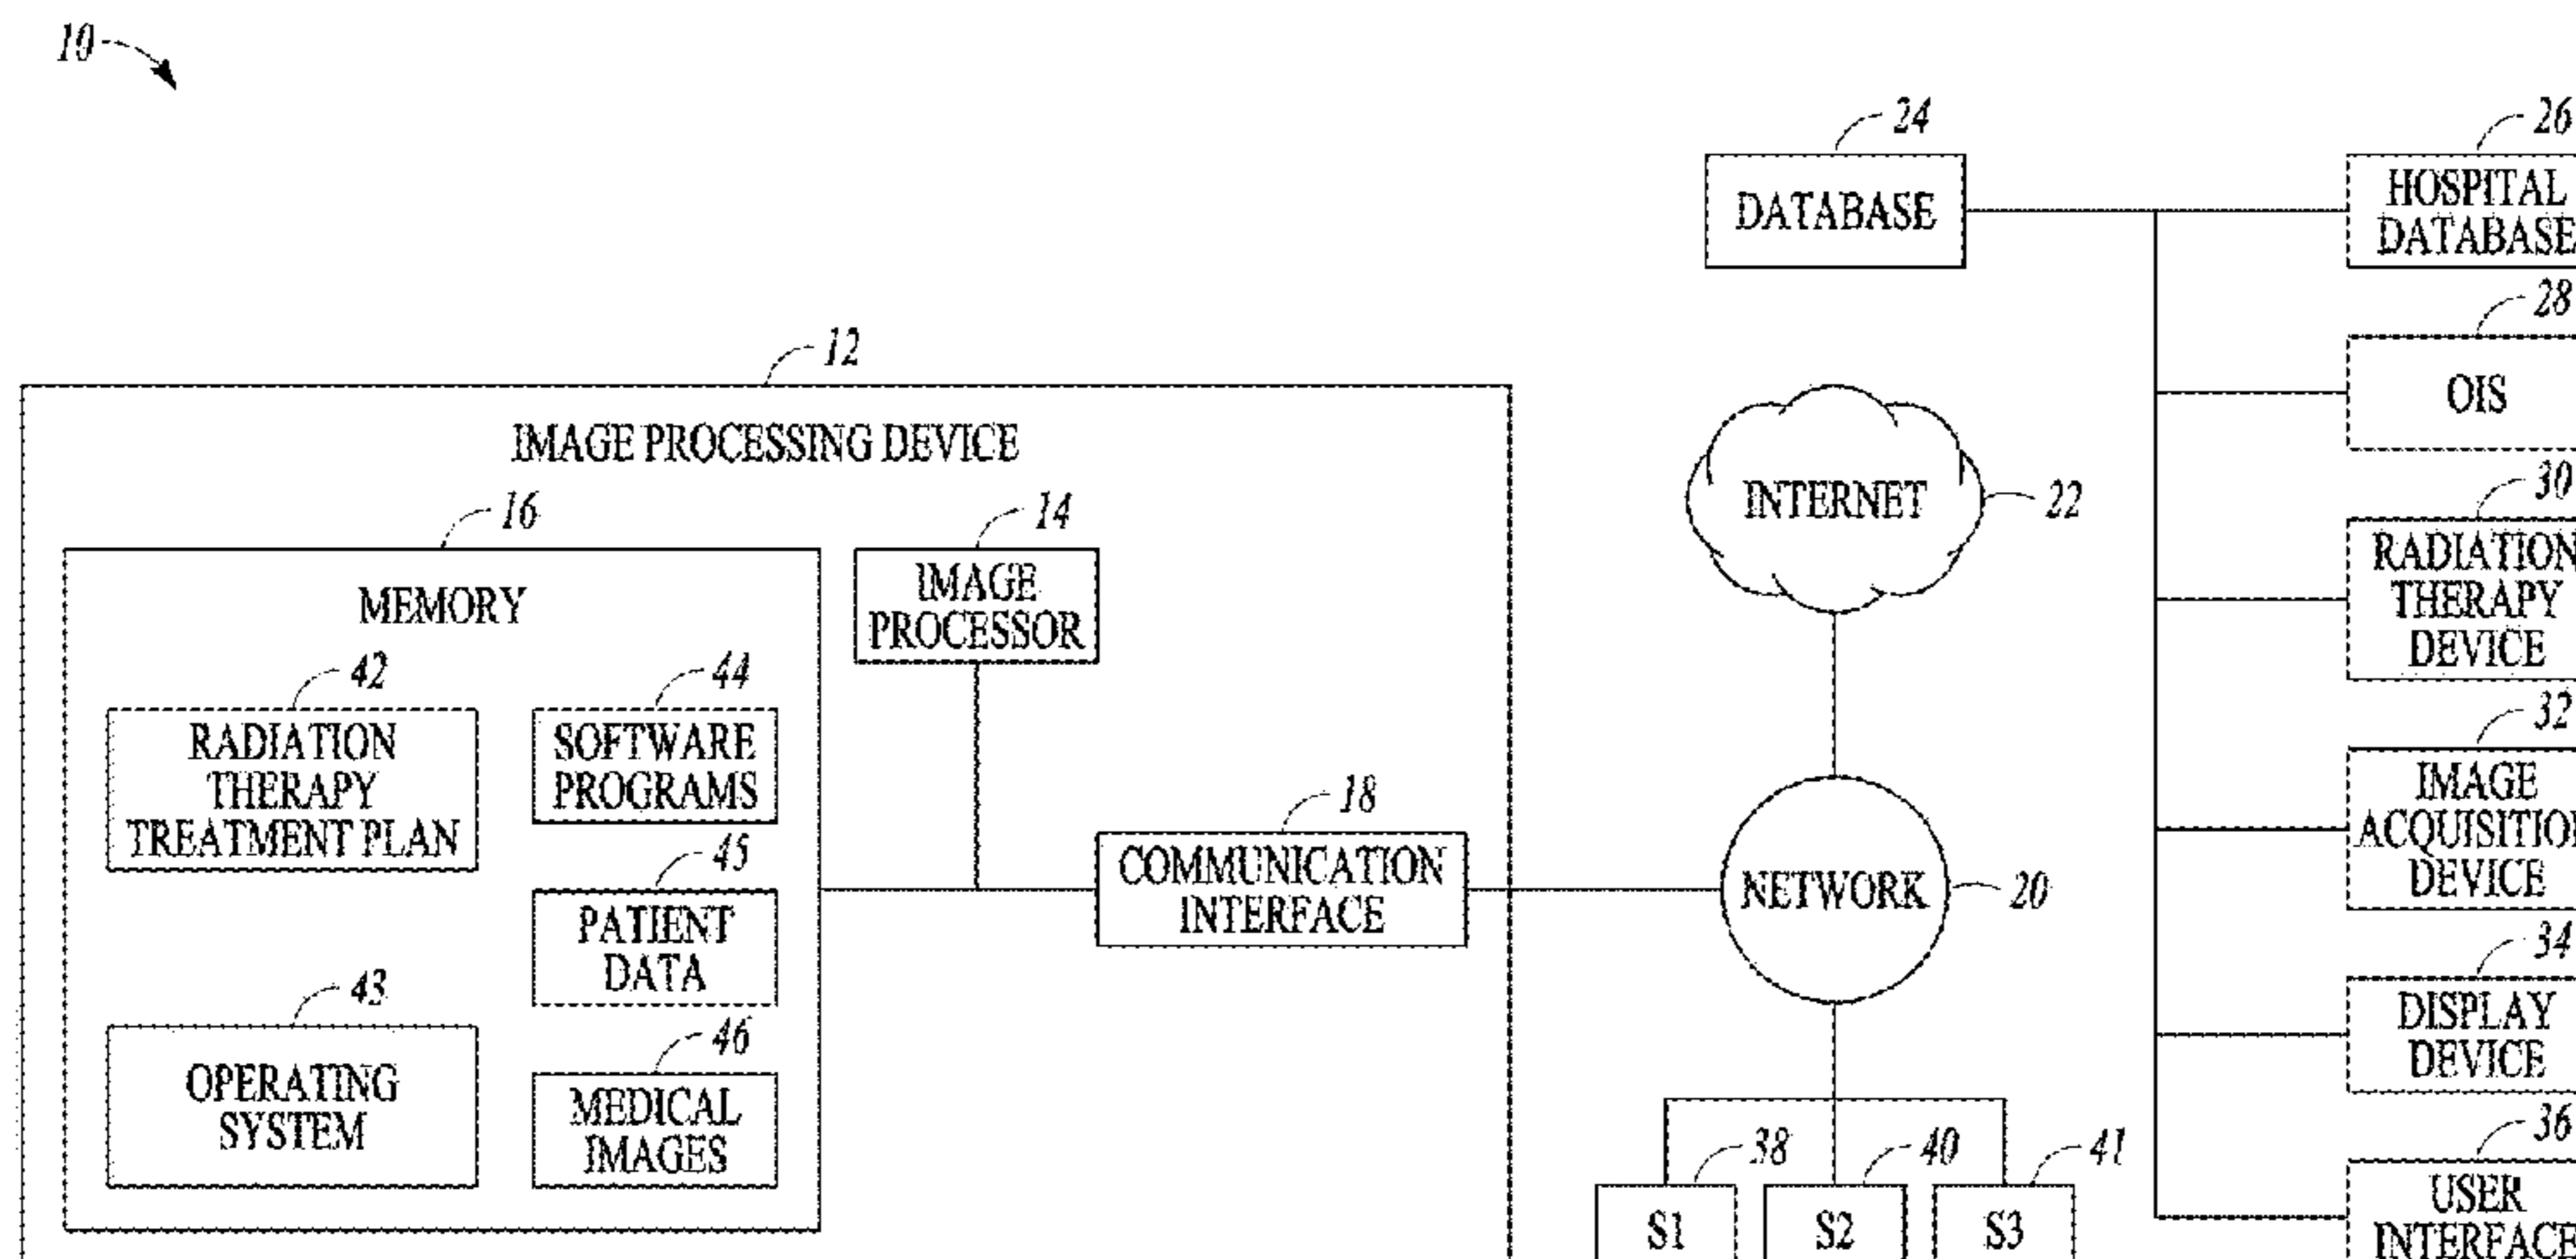 10
24
DATABASE
26
HOSPITAL
DATABASE
28
OIS
12
IMAGE PROCESSING DEVICE
INTERNET
22
30
RADIATION
THERAPY
DEVICE
16
MEMORY
14
IMAGE
PROCESSOR
42
RADIATION
THERAPY
TREATMENT PLAN
44
SOFTWARE
PROGRAMS
32
IMAGE
ACQUISITION
DEVICE
18
COMMUNICATION
INTERFACE
NETWORK
20
45
PATIENT
DATA
34
DISPLAY
DEVICE
43
OPERATING
SYSTEM
46
MEDICAL
IMAGES
38
S1
40
S2
41
S3
36
USER
INTERFACE